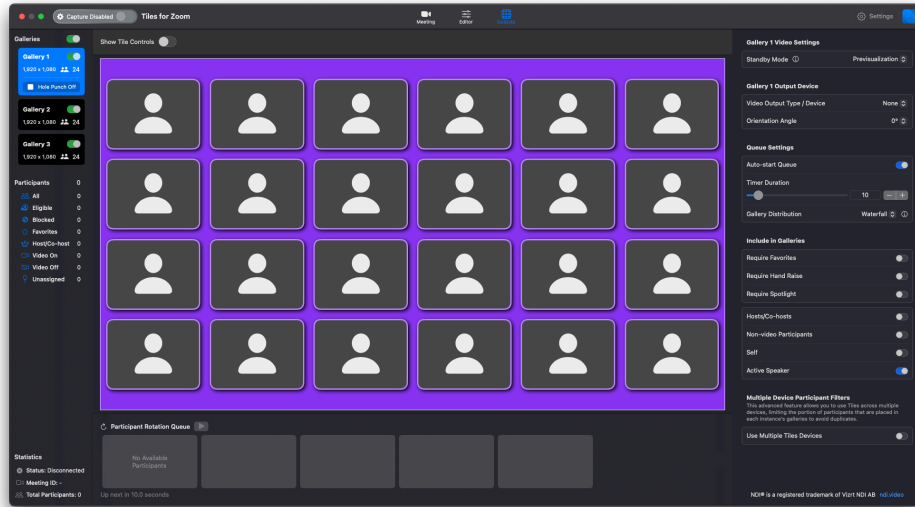 Capture Disabled
Tiles for Zoom
Meeting
Editor
Settings
Galleries
Gallery 1
1,920 x 1,080 24
Hole Punch Off
Gallery 2
1,920 x 1,080 24
Gallery 3
1,920 x 1,080 24
Participants 0
All 0
Eligible 0
Blocked 0
Favorites 0
Host/Co-host 0
Video On 0
Video Off 0
Unassigned 0
Statistics
Status: Disconnected
Meeting ID: -
Total Participants: 0
Show Tile Controls
Participant Rotation Queue
No Available
Participants
Up next in 10.0 seconds
Gallery 1 Video Settings
Standby Mode Previsualization
Gallery 1 Output Device
Video Output Type / Device None
Orientation Angle 0°
Queue Settings
Auto-start Queue
Timer Duration
10 − +
Gallery Distribution Waterfall
Include in Galleries
Require Favorites
Require Hand Raise
Require Spotlight
Hosts/Co-hosts
Non-video Participants
Self
Active Speaker
Multiple Device Participant Filters
This advanced feature allows you to use Tiles across multiple
devices, limiting the portion of participants that are placed in
each instance's galleries to avoid duplicates.
Use Multiple Tiles Devices
NDI® is a registered trademark of Vizrt NDI AB ndi.video